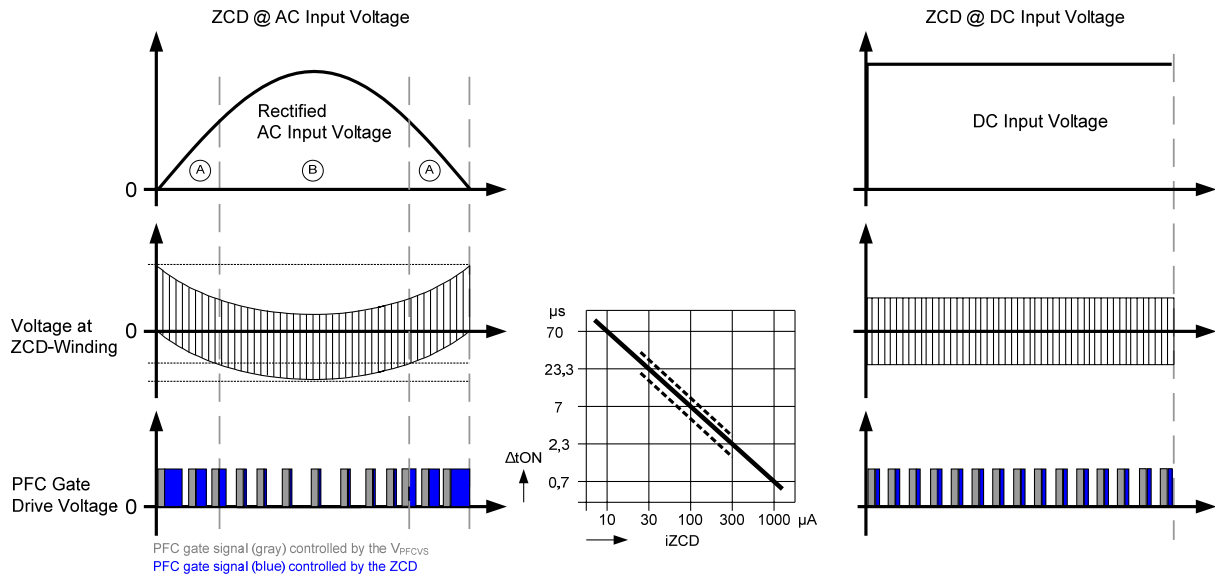 ZCD @ AC Input Voltage
Rectified
AC Input Voltage
A
B
A
0
Voltage at
ZCD-Winding
0
PFC Gate
Drive Voltage
0
PFC gate signal (gray) controlled by the VPFCVS
PFC gate signal (blue) controlled by the ZCD
µs
70
23,3
7
2,3
0,7
ΔtON
10 30 100 300 1000 µA
iZCD
ZCD @ DC Input Voltage
DC Input Voltage
0